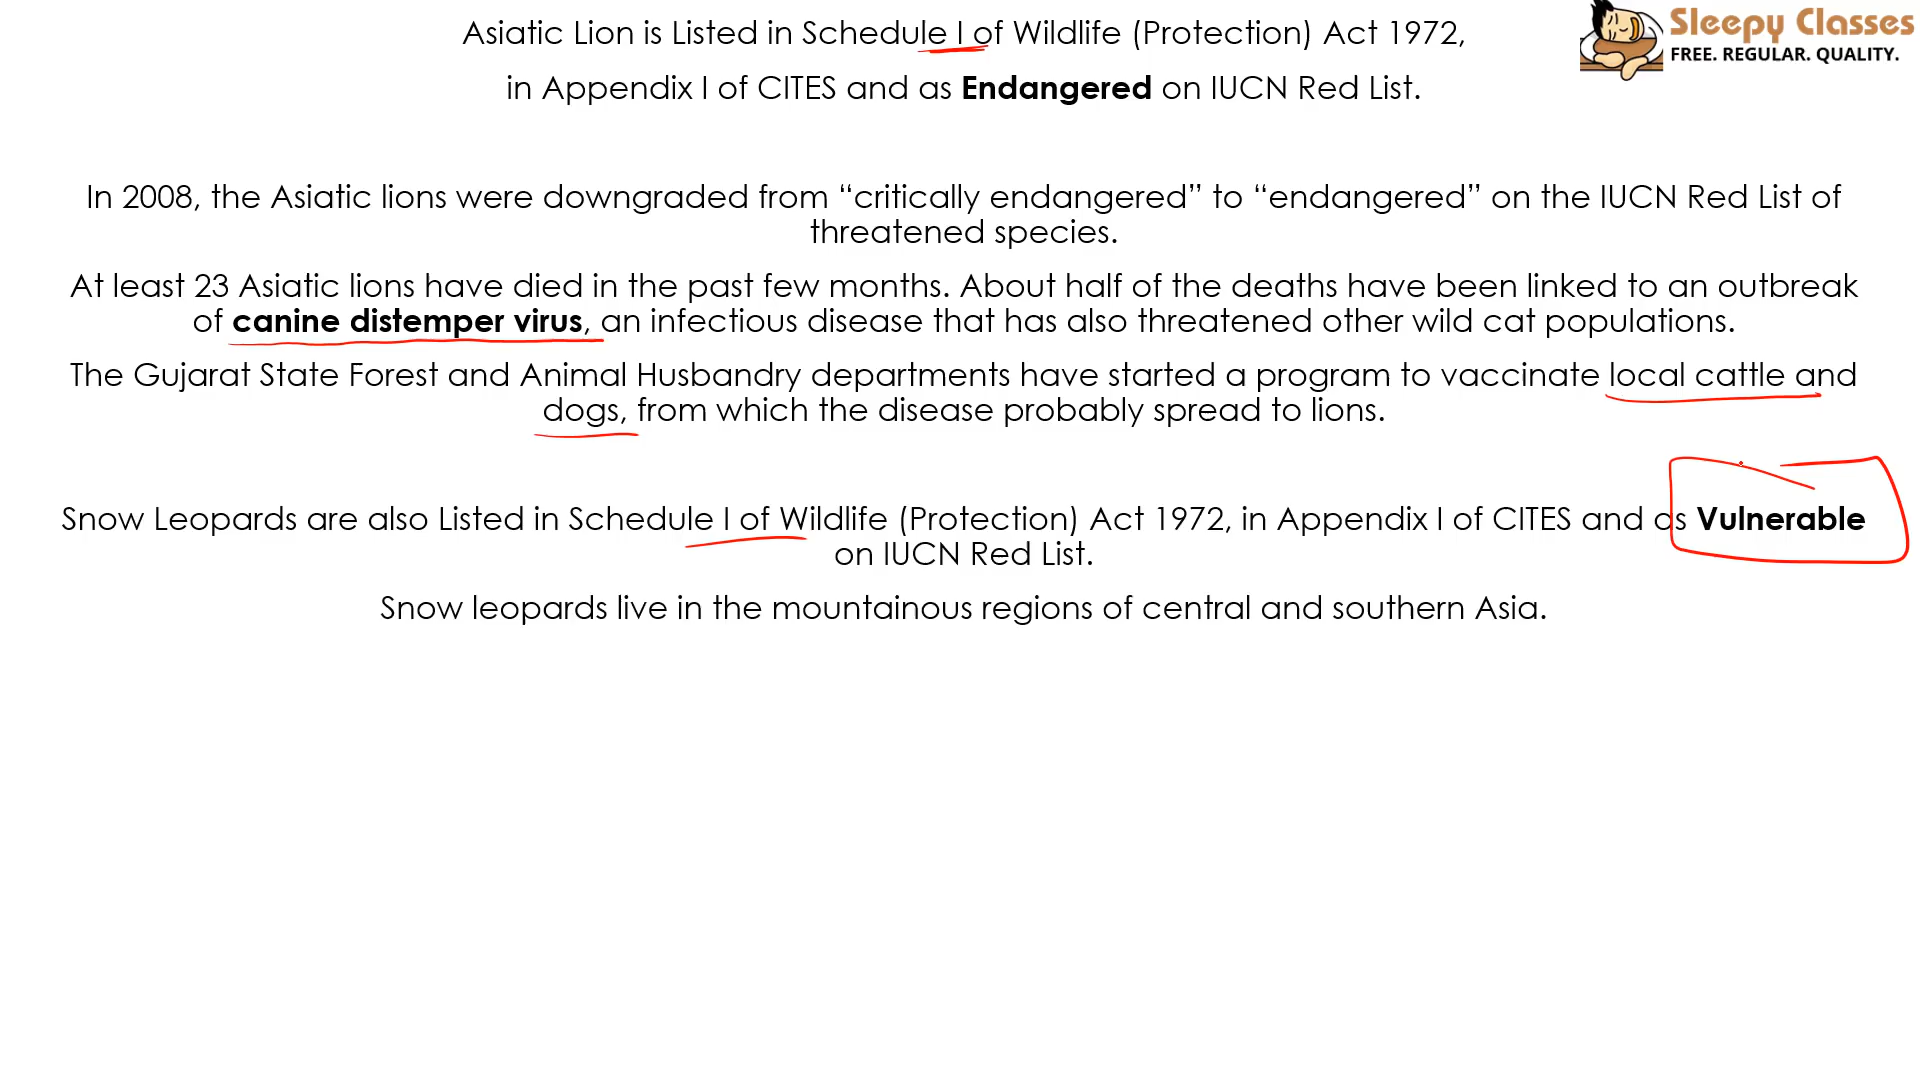 Sleepy Classes
FREE. REGULAR. QUALITY.
Asiatic Lion is Listed in Schedule I of Wildlife (Protection) Act 1972,
in Appendix I of CITES and as Endangered on IUCN Red List.
In 2008, the Asiatic lions were downgraded from “critically endangered” to “endangered” on the IUCN Red List of
threatened species.
At least 23 Asiatic lions have died in the past few months. About half of the deaths have been linked to an outbreak
of canine distemper virus, an infectious disease that has also threatened other wild cat populations.
The Gujarat State Forest and Animal Husbandry departments have started a program to vaccinate local cattle and
dogs, from which the disease probably spread to lions.
Snow Leopards are also Listed in Schedule I of Wildlife (Protection) Act 1972, in Appendix I of CITES and as Vulnerable
on IUCN Red List.
Snow leopards live in the mountainous regions of central and southern Asia.